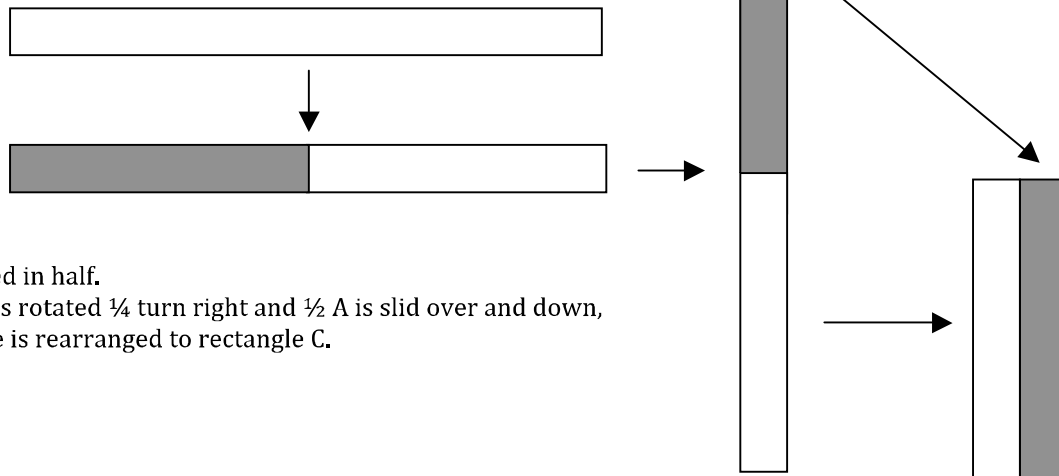 ed in half.
s rotated ¼ turn right and ½ A is slid over and down,
e is rearranged to rectangle C.